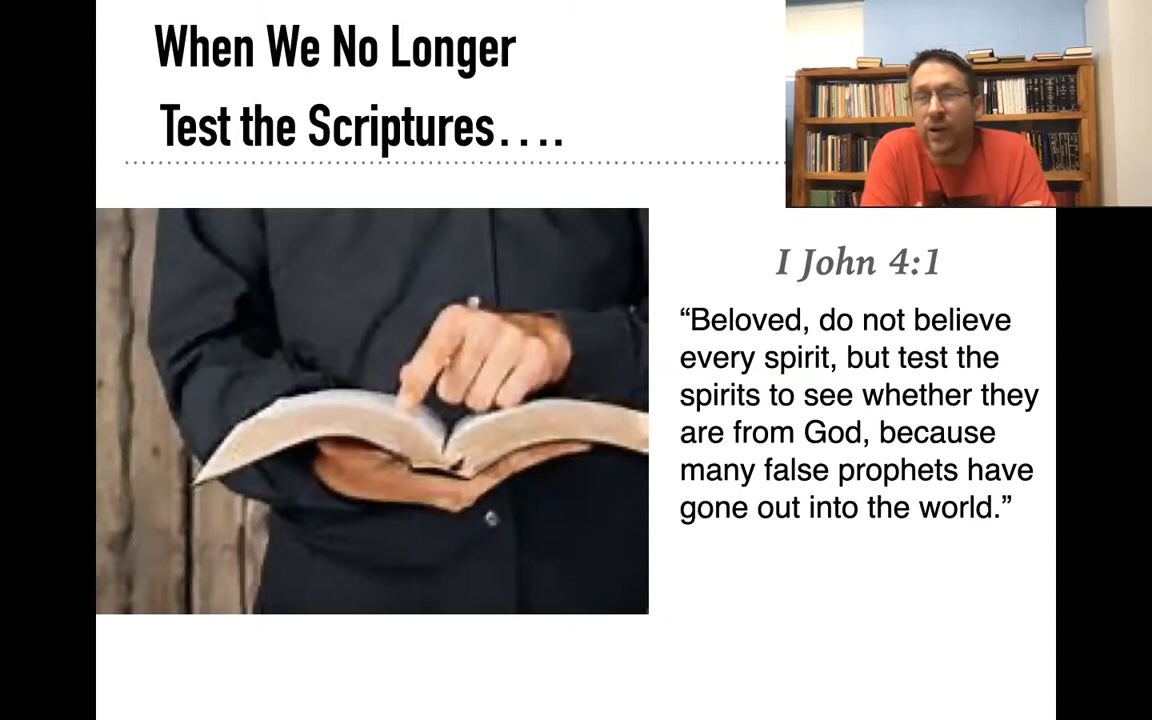 When We No Longer
Test the Scriptures....
I John 4:1
“Beloved, do not believe
every spirit, but test the
spirits to see whether they
are from God, because
many false prophets have
gone out into the world.”